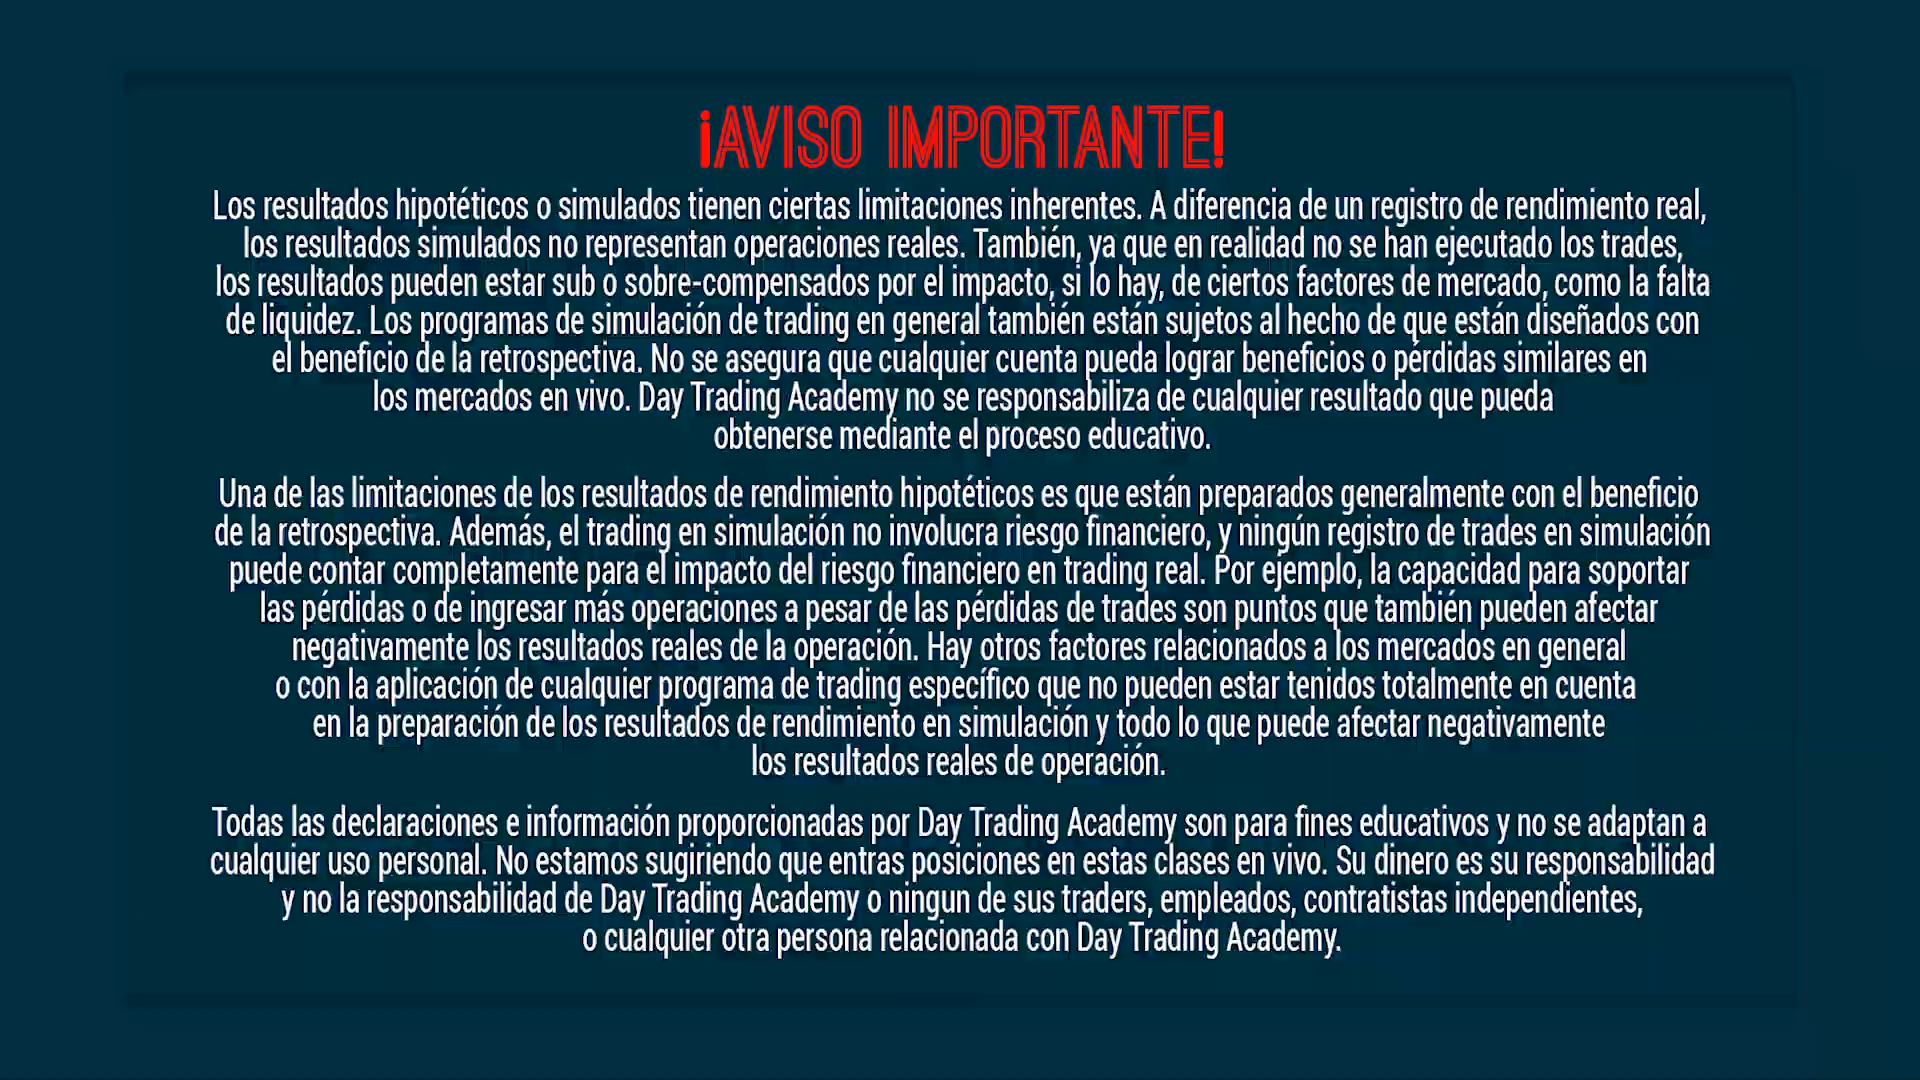 ¡AVISO IMPORTANTE!
Los resultados hipotéticos o simulados tienen ciertas limitaciones inherentes. A diferencia de un registro de rendimiento real,
los resultados simulados no representan operaciones reales. También, ya que en realidad no se han ejecutado los trades,
los resultados pueden estar sub o sobre-compensados por el impacto, si lo hay, de ciertos factores de mercado, como la falta
de liquidez. Los programas de simulación de trading en general también están sujetos al hecho de que están diseñados con
el beneficio de la retrospectiva. No se asegura que cualquier cuenta pueda lograr beneficios o pérdidas similares en
los mercados en vivo. Day Trading Academy no se responsabiliza de cualquier resultado que pueda
obtenerse mediante el proceso educativo.
Una de las limitaciones de los resultados de rendimiento hipotéticos es que están preparados generalmente con el beneficio
de la retrospectiva. Además, el trading en simulación no involucra riesgo financiero, y ningún registro de trades en simulación
puede contar completamente para el impacto del riesgo financiero en trading real. Por ejemplo, la capacidad para soportar
las pérdidas o de ingresar más operaciones a pesar de las pérdidas de trades son puntos que también pueden afectar
negativamente los resultados reales de la operación. Hay otros factores relacionados a los mercados en general
o con la aplicación de cualquier programa de trading específico que no pueden estar tenidos totalmente en cuenta
en la preparación de los resultados de rendimiento en simulación y todo lo que puede afectar negativamente
los resultados reales de operación.
Todas las declaraciones e información proporcionadas por Day Trading Academy son para fines educativos y no se adaptan a
cualquier uso personal. No estamos sugiriendo que entras posiciones en estas clases en vivo. Su dinero es su responsabilidad
y no la responsabilidad de Day Trading Academy o ningun de sus traders, empleados, contratistas independientes,
o cualquier otra persona relacionada con Day Trading Academy.